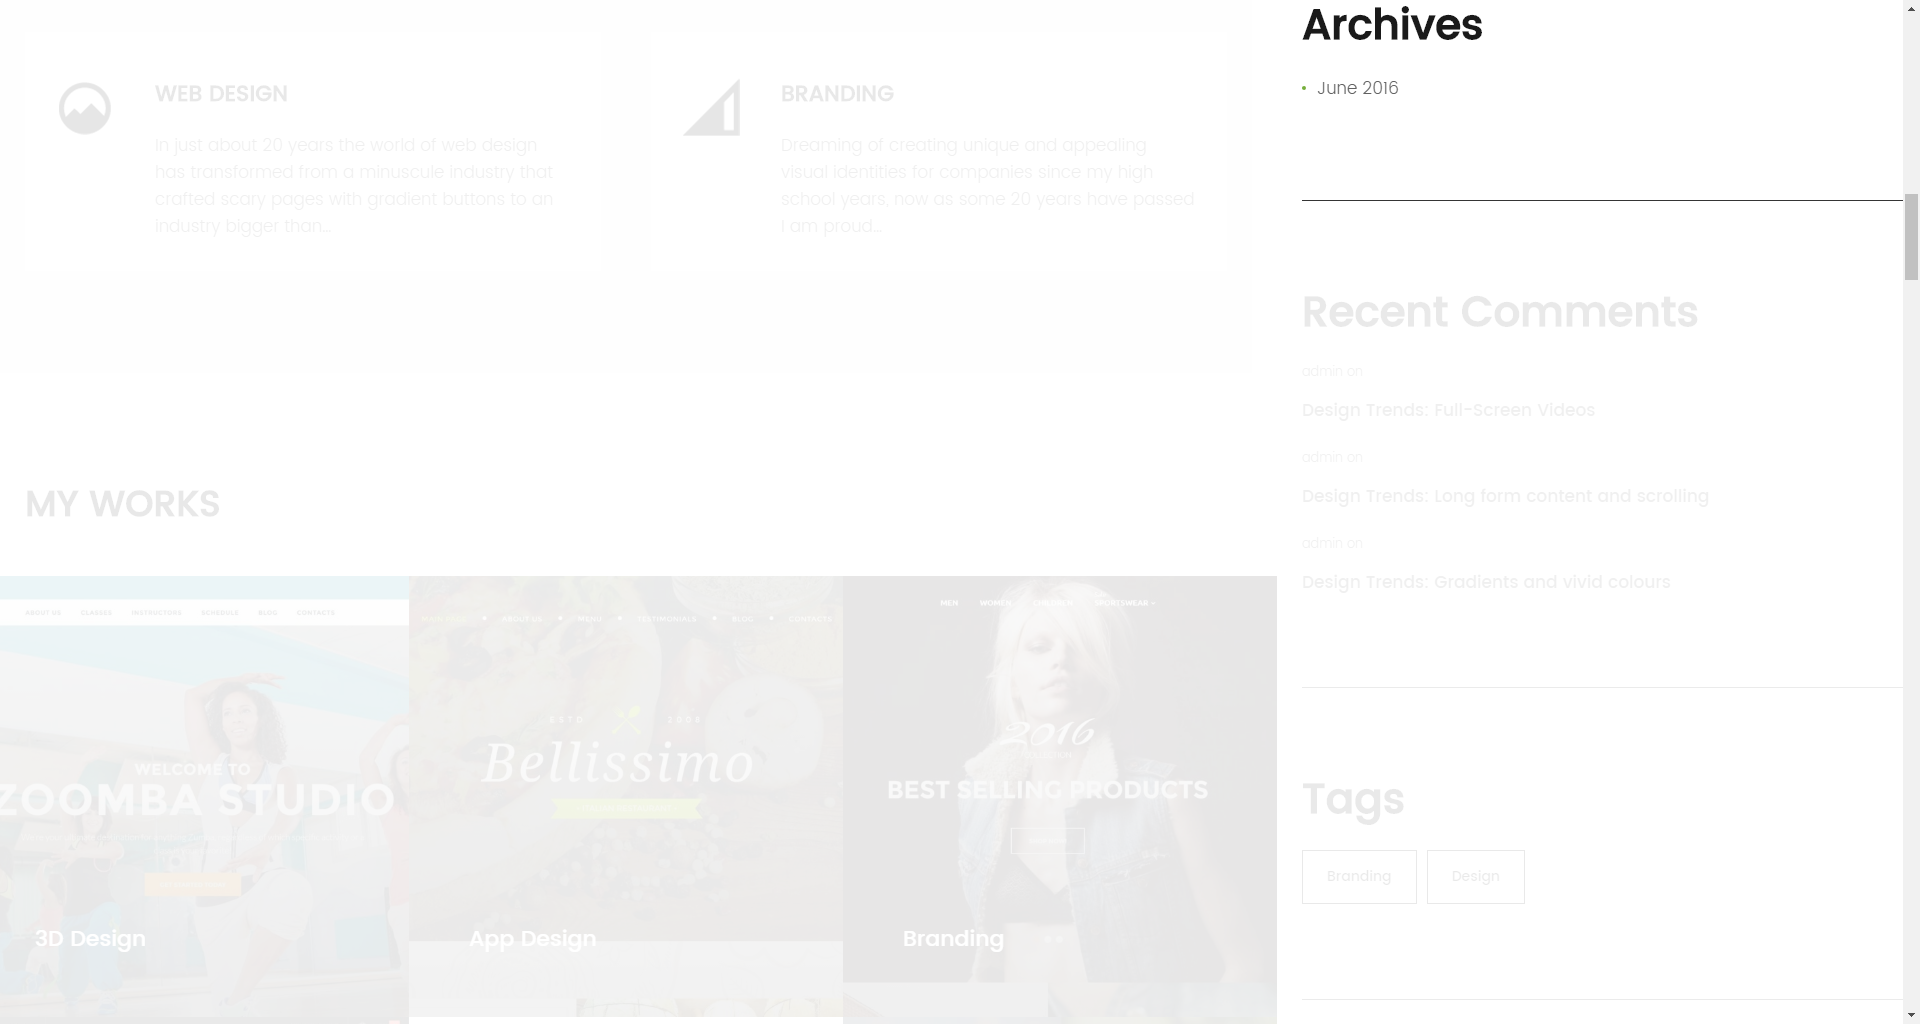 WEB DESIGN
In just about 20 years the world of web design
has transformed from a minuscule industry that
crafted scary pages with gradient buttons to an
industry bigger than...
BRANDING
Dreaming of creating unique and appealing
visual identities for companies since my high
school years, now as some 20 years have passed
I am proud...
MY WORKS
ABOUT US CLASSES INSTRUCTORS SCHEDULE BLOG CONTACTS
WELCOME TO
ZOOMBA STUDIO
3D Design
ABOUT US MENU TESTIMONIALS BLOG CONTACTS
ESTD
Bellissimo
App Design
MEN WOMEN CHILDREN SPORTSWEAR
2016
COLLECTION
BEST SELLING PRODUCTS
Branding
Archives
June 2016
Recent Comments
admin on
Design Trends: Full-Screen Videos
admin on
Design Trends: Long form content and scrolling
admin on
Design Trends: Gradients and vivid colours
Tags
Branding
Design